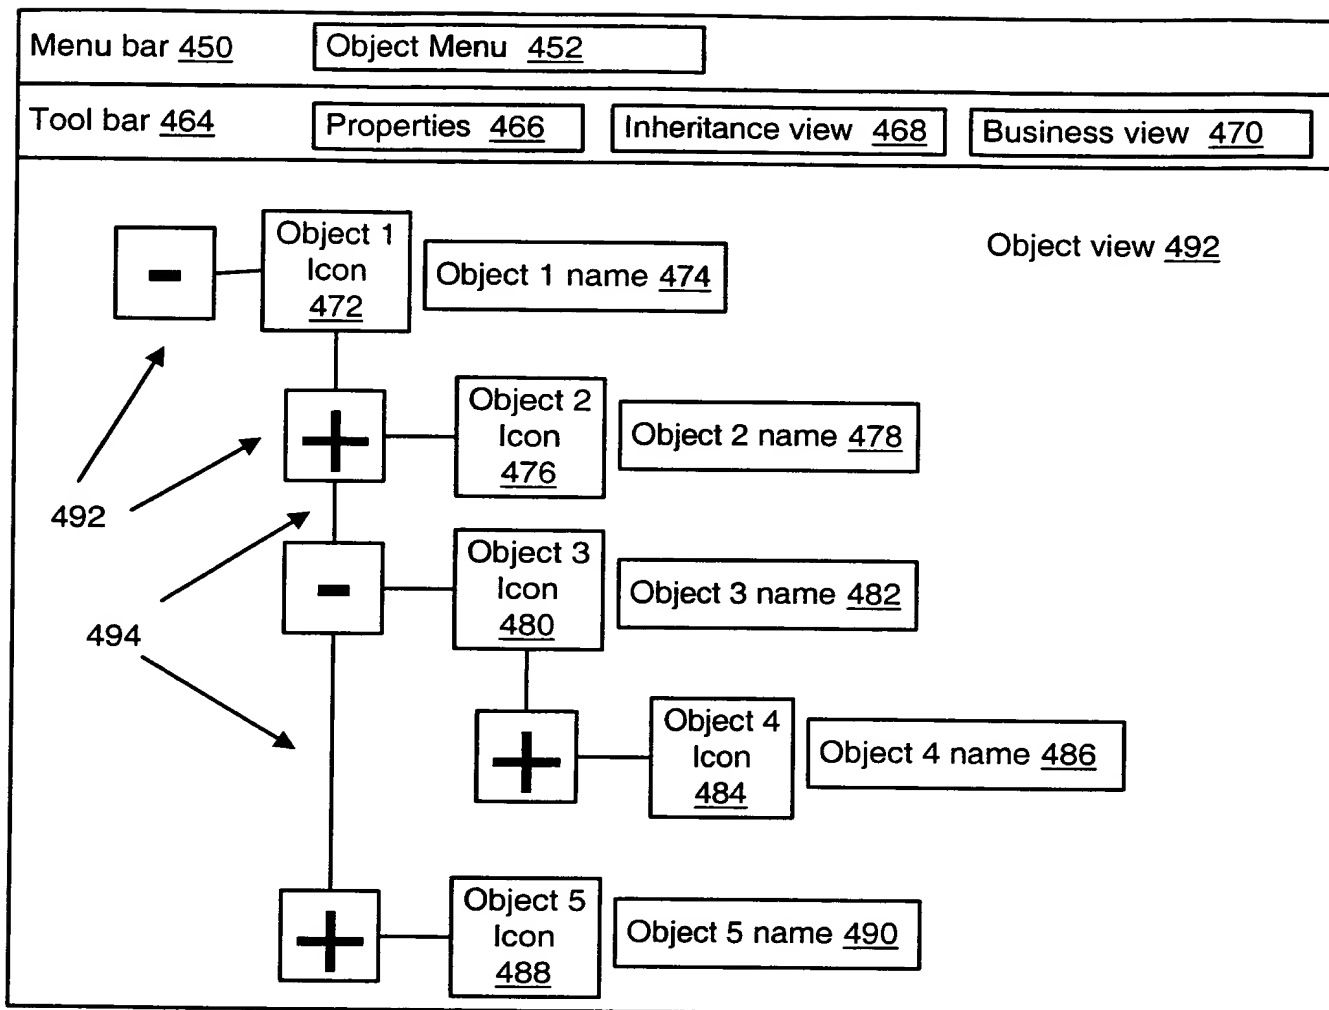 Menu bar 450
Object Menu 452
Tool bar 464
Properties 466
Inheritance view 468
Business view 470
Object 1
Icon
472
Object 1 name 474
Object view 492
Object 2
Icon
476
Object 2 name 478
492
Object 3
Icon
480
Object 3 name 482
494
Object 4
Icon
484
Object 4 name 486
Object 5
Icon
488
Object 5 name 490